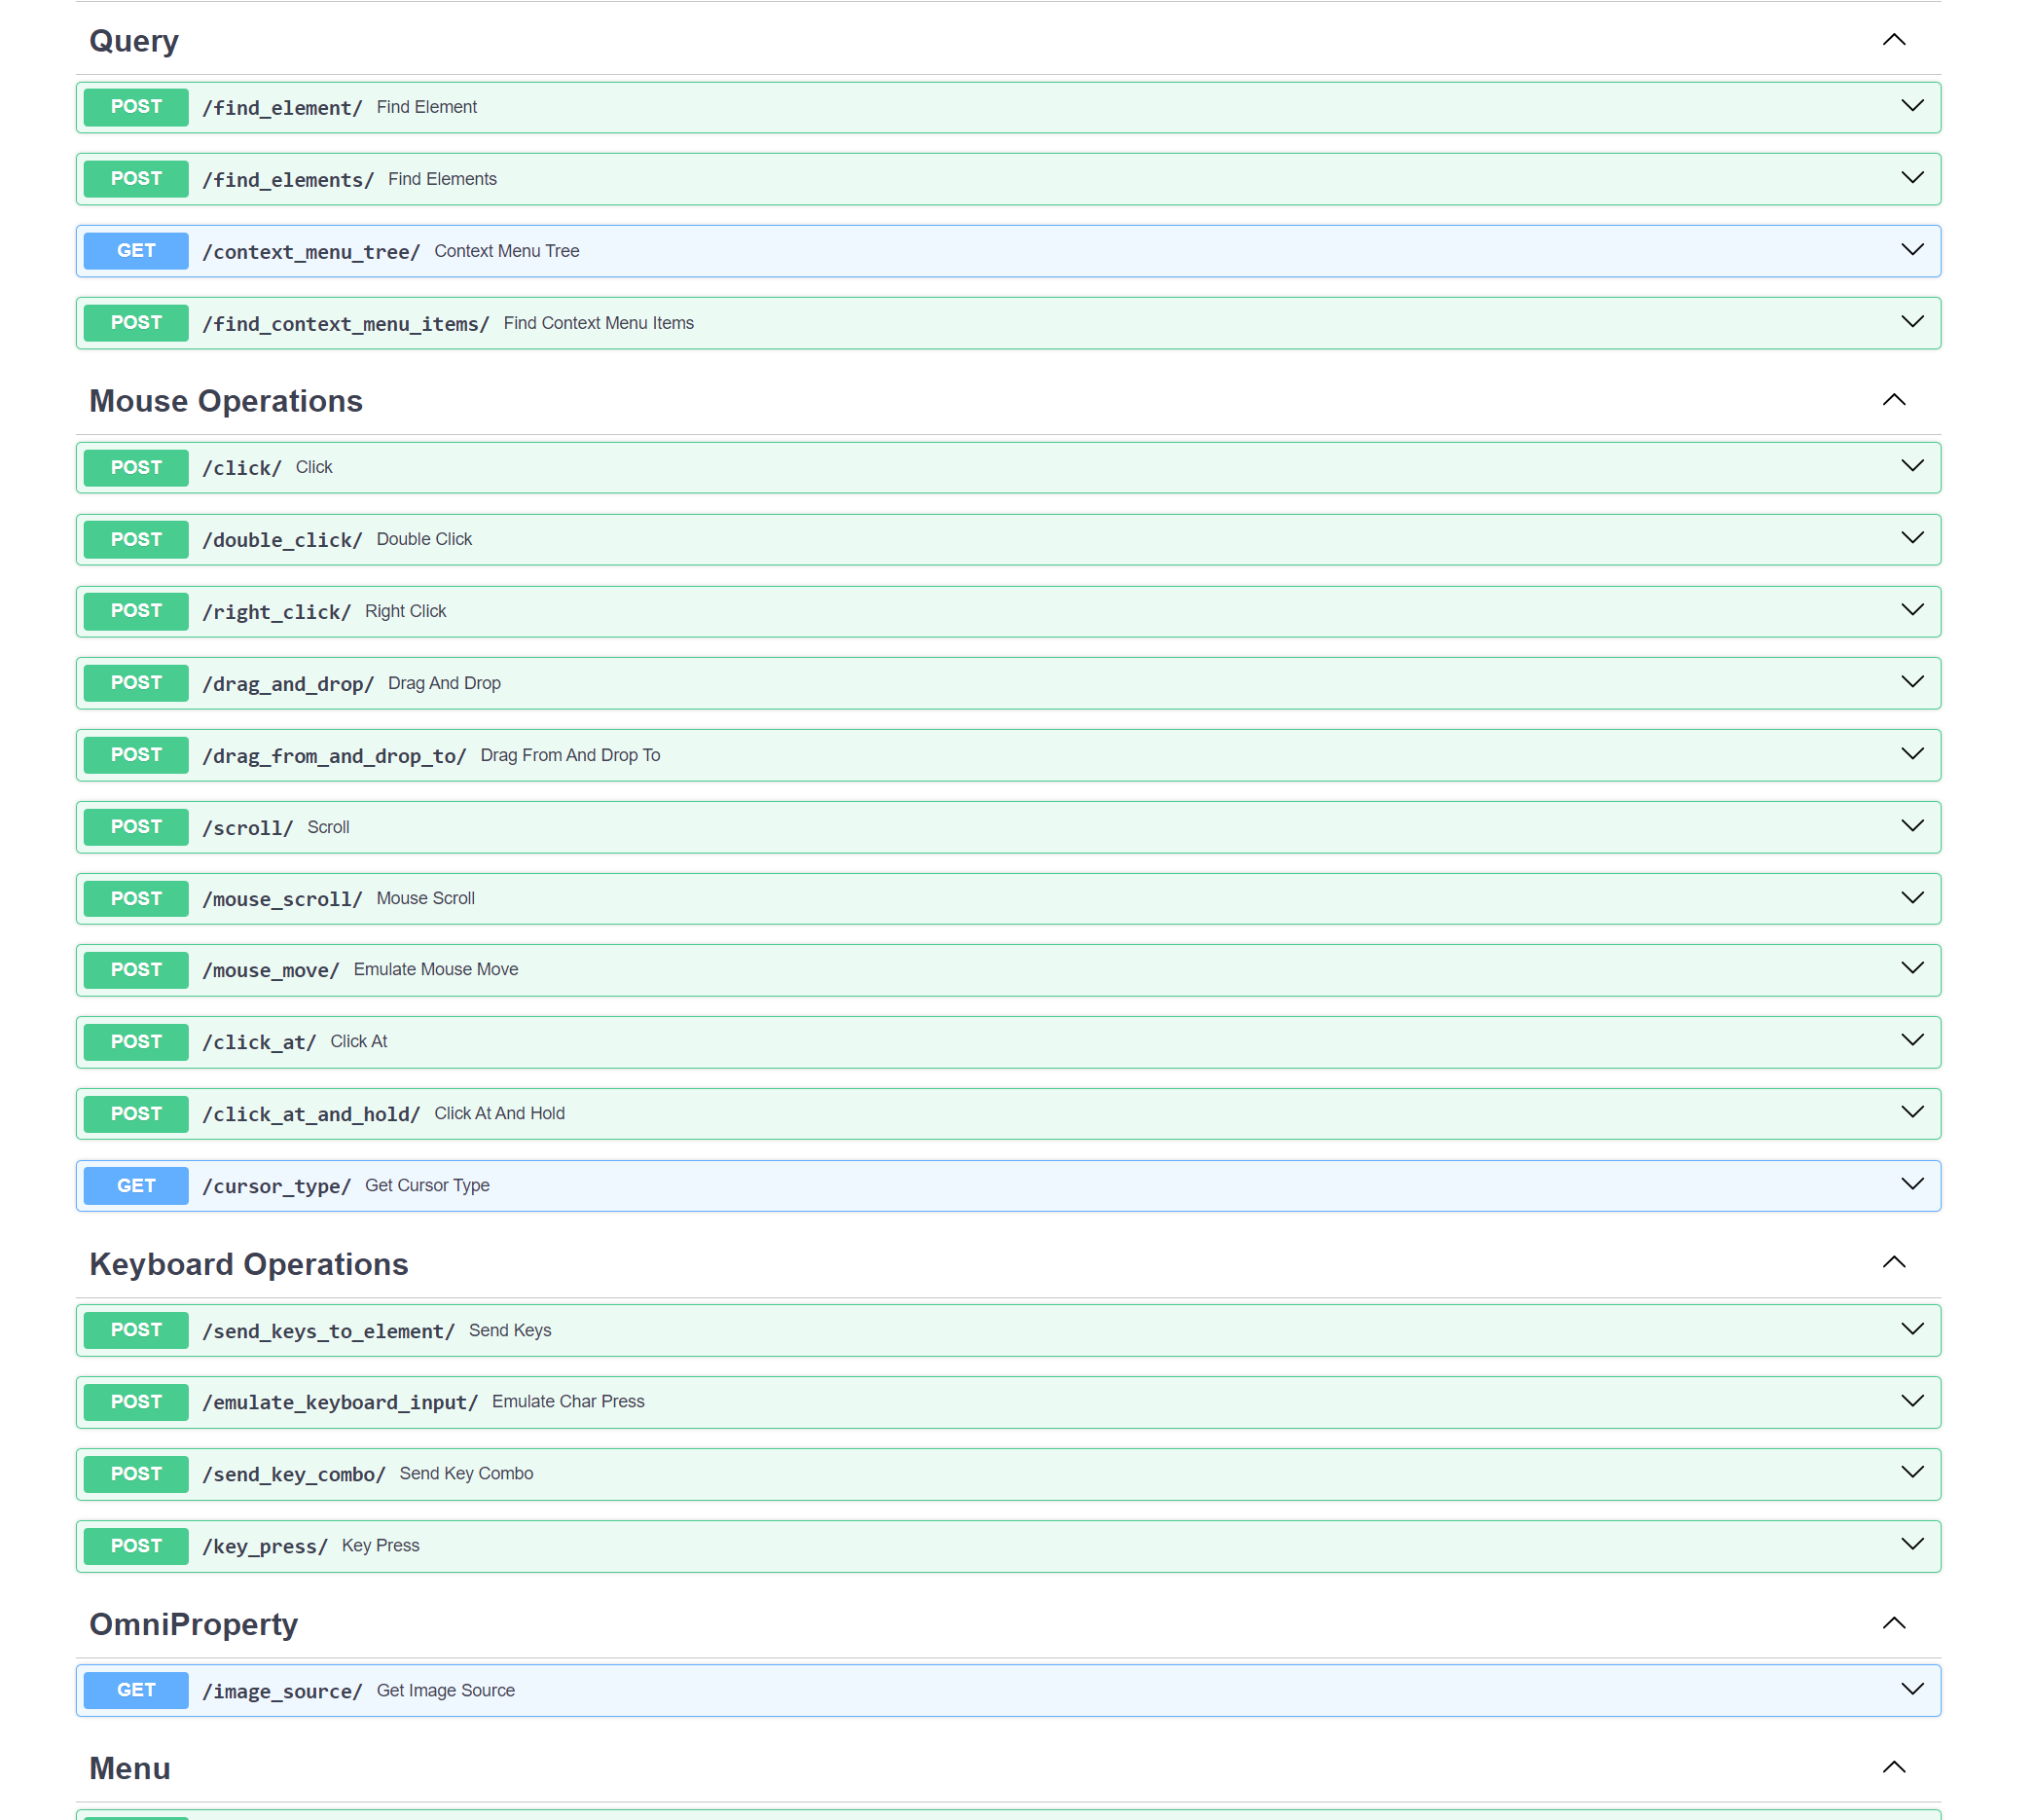 Query
POST /find_element/ Find Element
POST /find_elements/ Find Elements
GET /context_menu_tree/ Context Menu Tree
POST /find_context_menu_items/ Find Context Menu Items
Mouse Operations
POST /click/ Click
POST /double_click/ Double Click
POST /right_click/ Right Click
POST /drag_and_drop/ Drag And Drop
POST /drag_from_and_drop_to/ Drag From And Drop To
POST /scroll/ Scroll
POST /mouse_scroll/ Mouse Scroll
POST /mouse_move/ Emulate Mouse Move
POST /click_at/ Click At
POST /click_at_and_hold/ Click At And Hold
GET /cursor_type/ Get Cursor Type
Keyboard Operations
POST /send_keys_to_element/ Send Keys
POST /emulate_keyboard_input/ Emulate Char Press
POST /send_key_combo/ Send Key Combo
POST /key_press/ Key Press
OmniProperty
GET /image_source/ Get Image Source
Menu